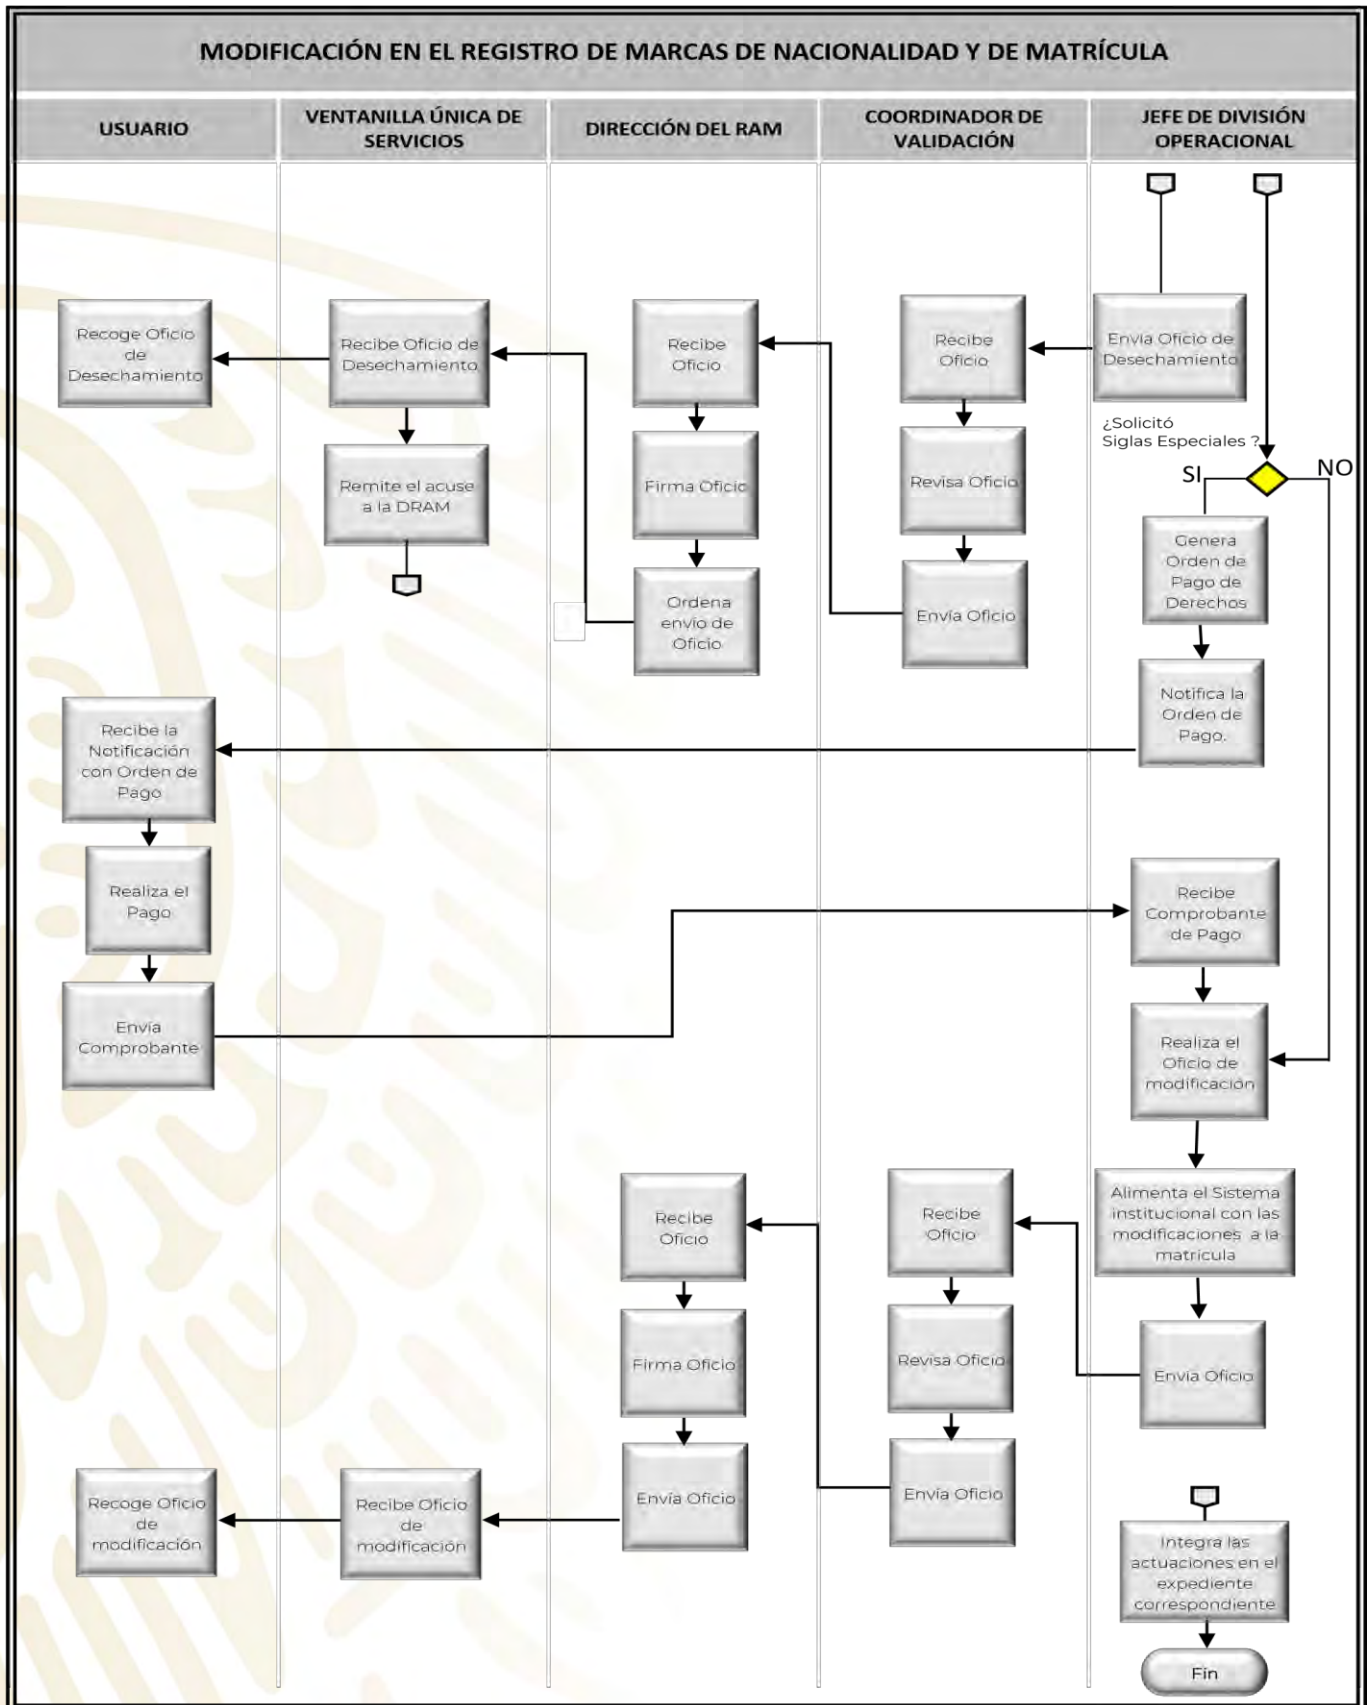 MODIFICACIÓN EN EL REGISTRO DE MARCAS DE NACIONALIDAD Y DE MATRÍCULA
USUARIO
VENTANILLA ÚNICA DE
SERVICIOS
DIRECCIÓN DEL RAM
COORDINADOR DE
VALIDACIÓN
JEFE DE DIVISIÓN
OPERACIONAL
Recoge Oficio
de
Desechamiento
Recibe Oficio de
Desechamiento
Recibe
Oficio
Recibe
Oficio
Envía Oficio de
Desechamiento
¿Solicitó
Siglas Especiales ?
SI
NO
Remite el acuse
a la DRAM
Firma Oficio
Revisa Oficio
Genera
Orden de
Pago de
Derechos
Ordena
envío de
Oficio
Envía Oficio
Notifica la
Orden de
Pago.
Recibe la
Notificación
con Orden de
Pago
Realiza el
Pago
Recibe
Comprobante
de Pago
Envía
Comprobante
Realiza el
Oficio de
modificación
Recibe
Oficio
Recibe
Oficio
Alimenta el Sistema
institucional con las
modificaciones a la
matricula
Firma Oficio
Revisa Oficio
Envía Oficio
Recoge Oficio
de
modificación
Recibe Oficio
de
modificación
Envía Oficio
Envía Oficio
Integra las
actuaciones en el
expediente
correspondiente
Fin